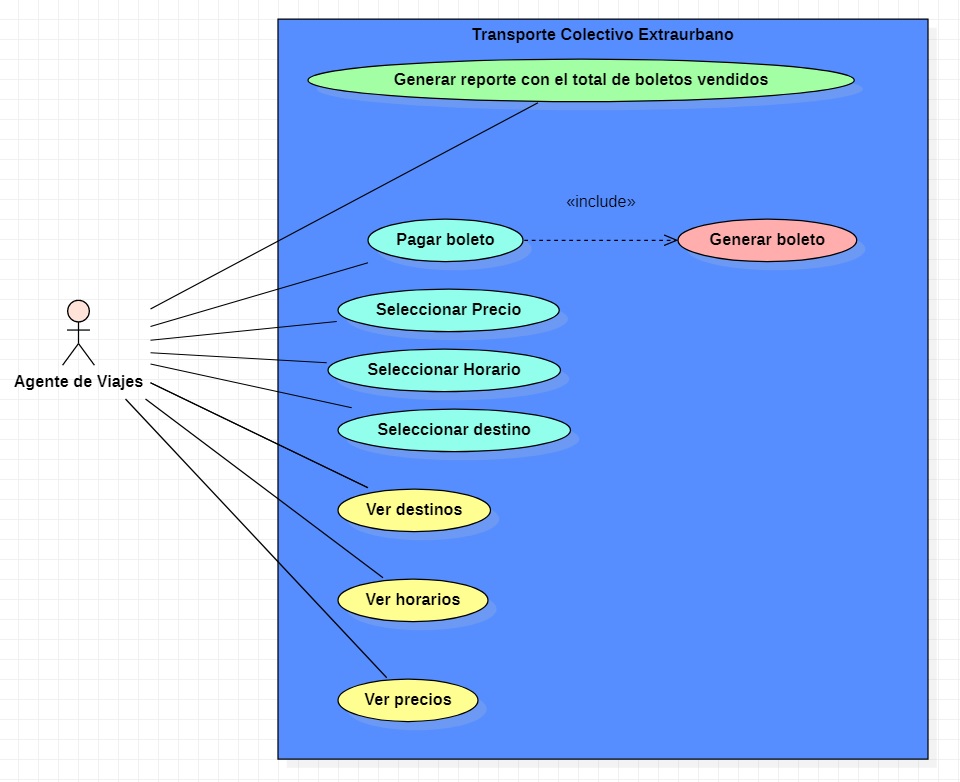 Transporte Colectivo Extraurbano
Generar reporte con el total de boletos vendidos
«include»
Pagar boleto
Generar boleto
Seleccionar Precio
Seleccionar Horario
Agente de Viajes
Seleccionar destino
Ver destinos
Ver horarios
Ver precios